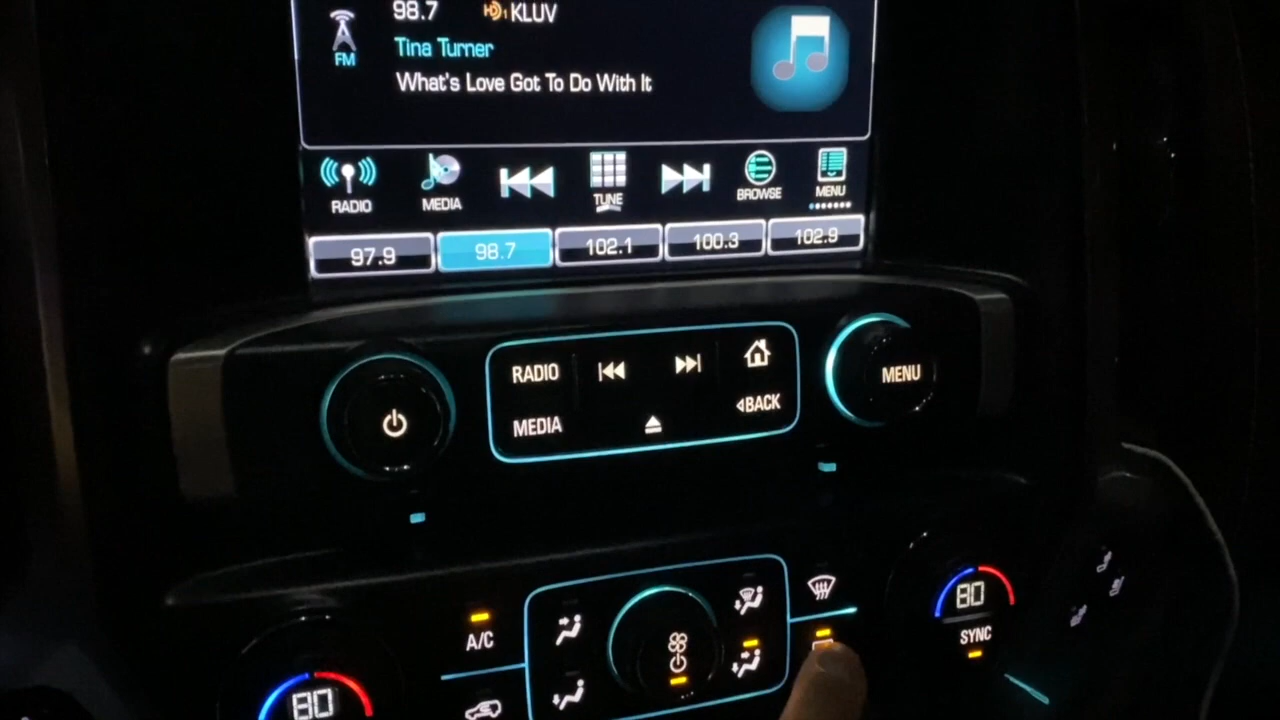 98.7 HD1 KLUV
FM
Tina Turner
What's Love Got To Do With It
RADIO MEDIA TUNE BROWSE MENU
97.9 98.7 102.1 100.3 102.9
RADIO
MENU
MEDIA
BACK
A/C
80
SYNC
80